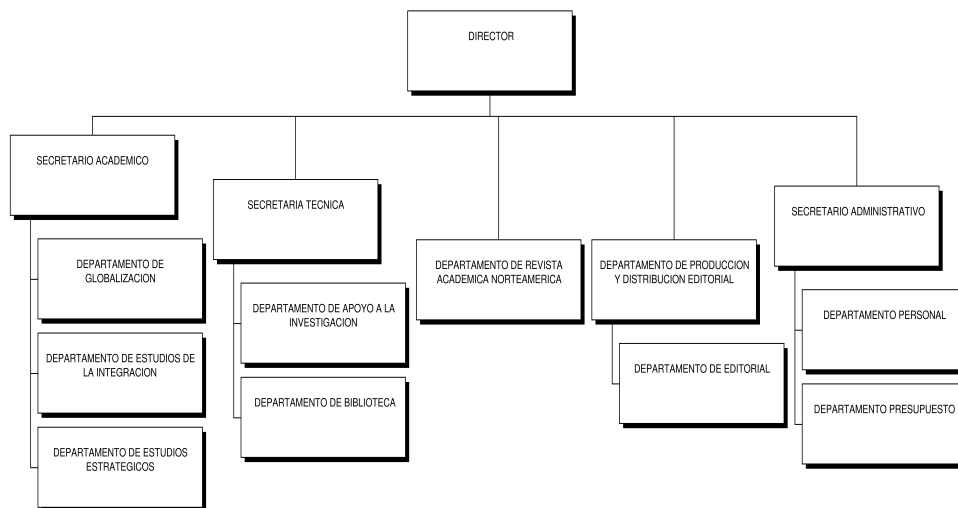 DIRECTOR
SECRETARIO ACADEMICO
DEPARTAMENTO DE
GLOBALIZACION
DEPARTAMENTO DE ESTUDIOS DE
LA INTEGRACION
DEPARTAMENTO DE ESTUDIOS
ESTRATEGICOS
SECRETARIA TECNICA
DEPARTAMENTO DE APOYO A LA
INVESTIGACION
DEPARTAMENTO DE BIBLIOTECA
DEPARTAMENTO DE REVISTA
ACADEMICA NORTEAMERICA
DEPARTAMENTO DE PRODUCCION
Y DISTRIBUCION EDITORIAL
DEPARTAMENTO DE EDITORIAL
SECRETARIO ADMINISTRATIVO
DEPARTAMENTO PERSONAL
DEPARTAMENTO PRESUPUESTO